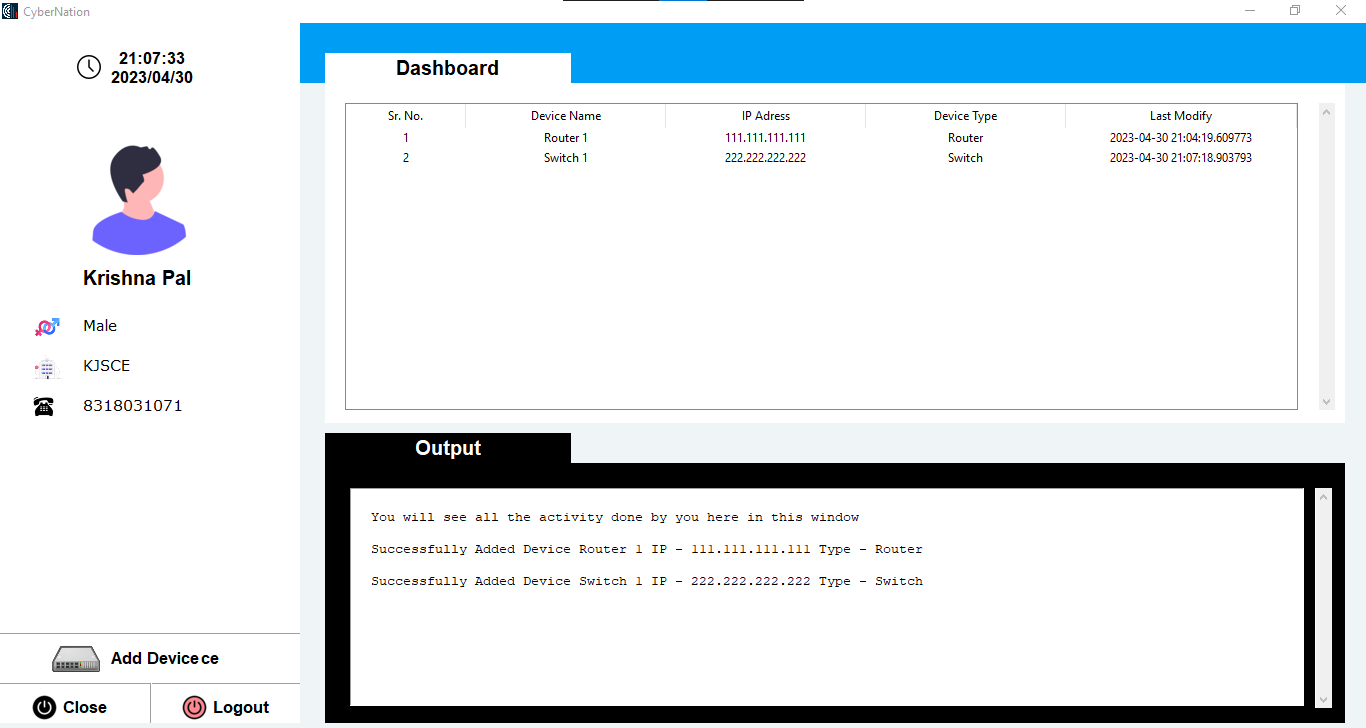 CyberNation
21:07:33
2023/04/30
Krishna Pal
Male
KJSCE
8318031071
Add Devicece
Close
Logout
Dashboard
Sr. No. Device Name IP Adress Device Type Last Modify
1 Router 1 111.111.111.111 Router 2023-04-30 21:04:19.609773
2 Switch 1 222.222.222.222 Switch 2023-04-30 21:07:18.903793
Output
You will see all the activity done by you here in this window
Successfully Added Device Router 1 IP - 111.111.111.111 Type - Router
Successfully Added Device Switch 1 IP - 222.222.222.222 Type - Switch